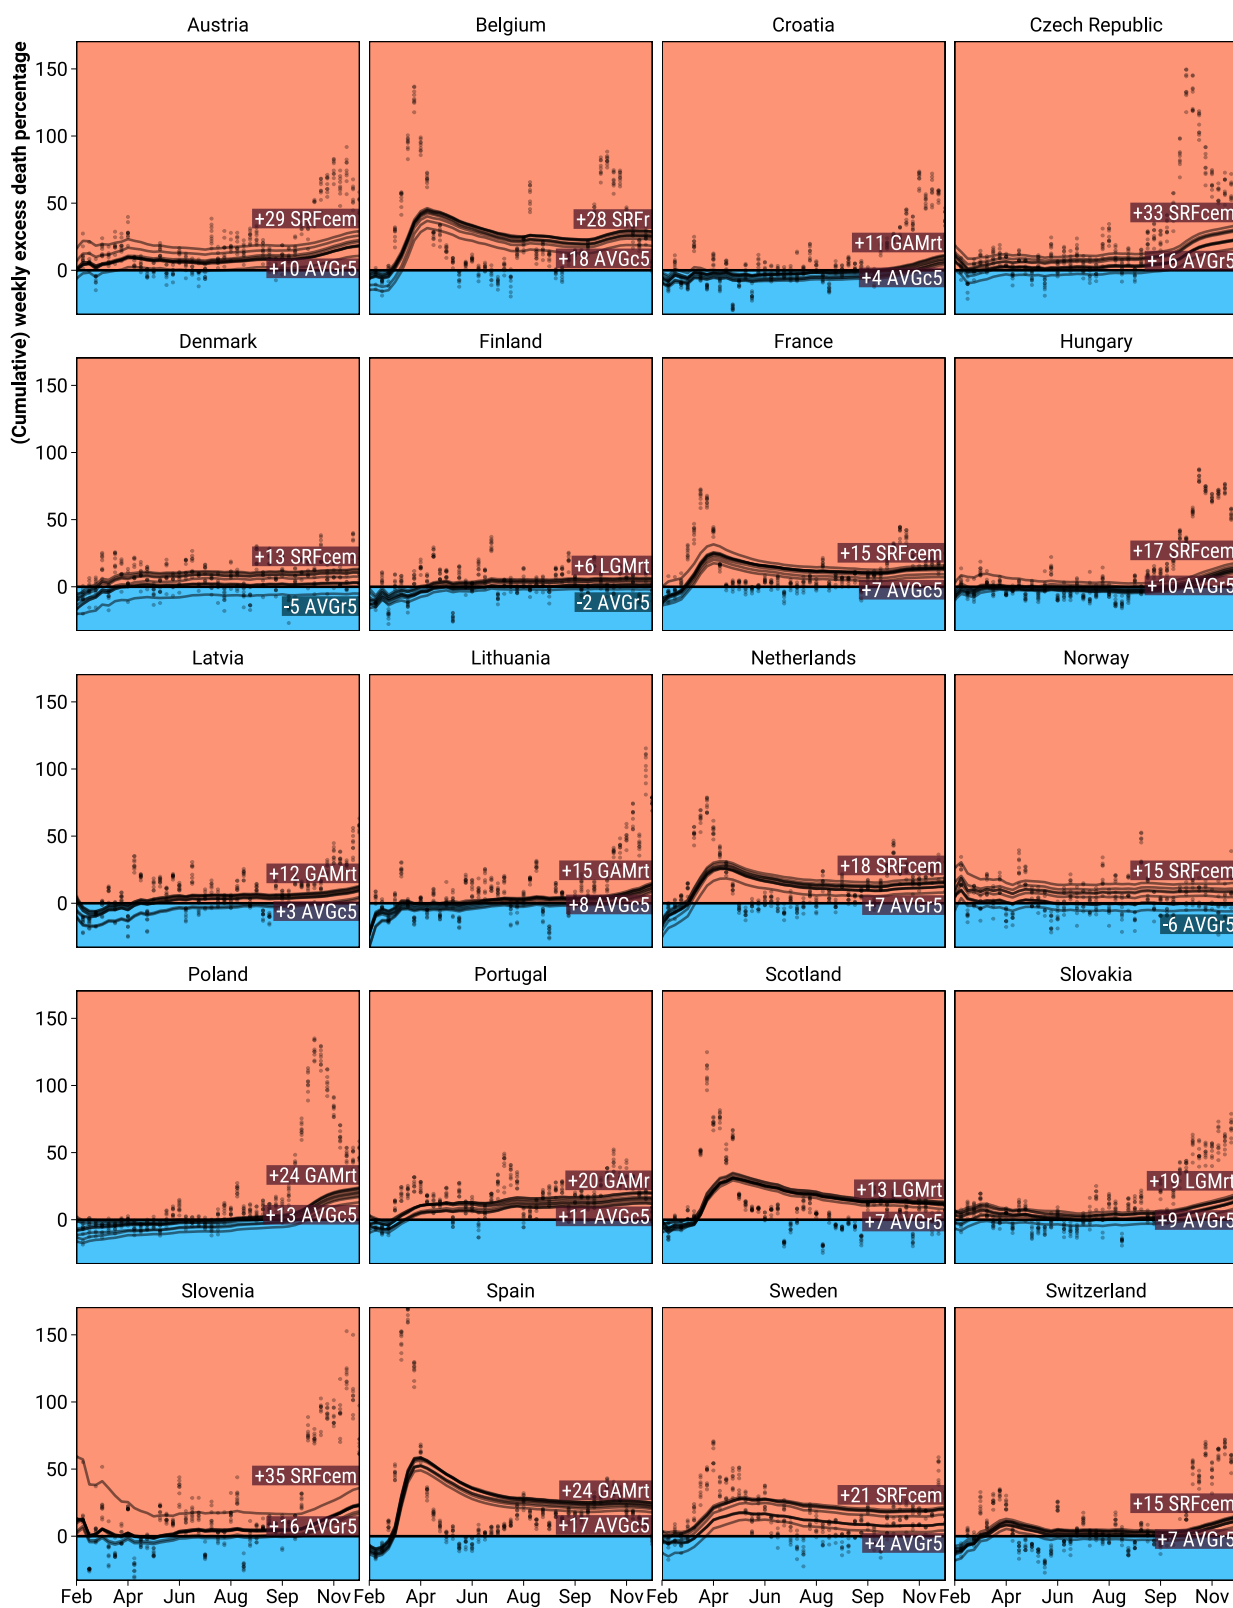 Austria Belgium Croatia Czech Republic
(Cumulative) weekly excess death percentage
150
100
50
0
+29 SRFcem
+10 AVGr5
+28 SRFr
+18 AVGc5
+11 GAMrt
+4 AVGc5
+33 SRFcem
+16 AVGr5
Denmark Finland France Hungary
150
100
50
0
+13 SRFcem
-5 AVGr5
+6 LGMrt
-2 AVGr5
+15 SRFcem
+7 AVGc5
+17 SRFcem
+10 AVGr5
Latvia Lithuania Netherlands Norway
150
100
50
0
+12 GAMrt
+3 AVGc5
+15 GAMrt
+8 AVGc5
+18 SRFcem
+7 AVGr5
+15 SRFcem
-6 AVGr5
Poland Portugal Scotland Slovakia
150
100
50
0
+24 GAMrt
+13 AVGc5
+20 GAMr
+11 AVGc5
+13 LGMrt
+7 AVGr5
+19 LGMrt
+9 AVGr5
Slovenia Spain Sweden Switzerland
150
100
50
0
+35 SRFcem
+16 AVGr5
+24 GAMrt
+17 AVGc5
+21 SRFcem
+4 AVGr5
+15 SRFcem
+7 AVGr5
Feb Apr Jun Aug Sep Nov Feb Apr Jun Aug Sep Nov Feb Apr Jun Aug Sep Nov Feb Apr Jun Aug Sep Nov